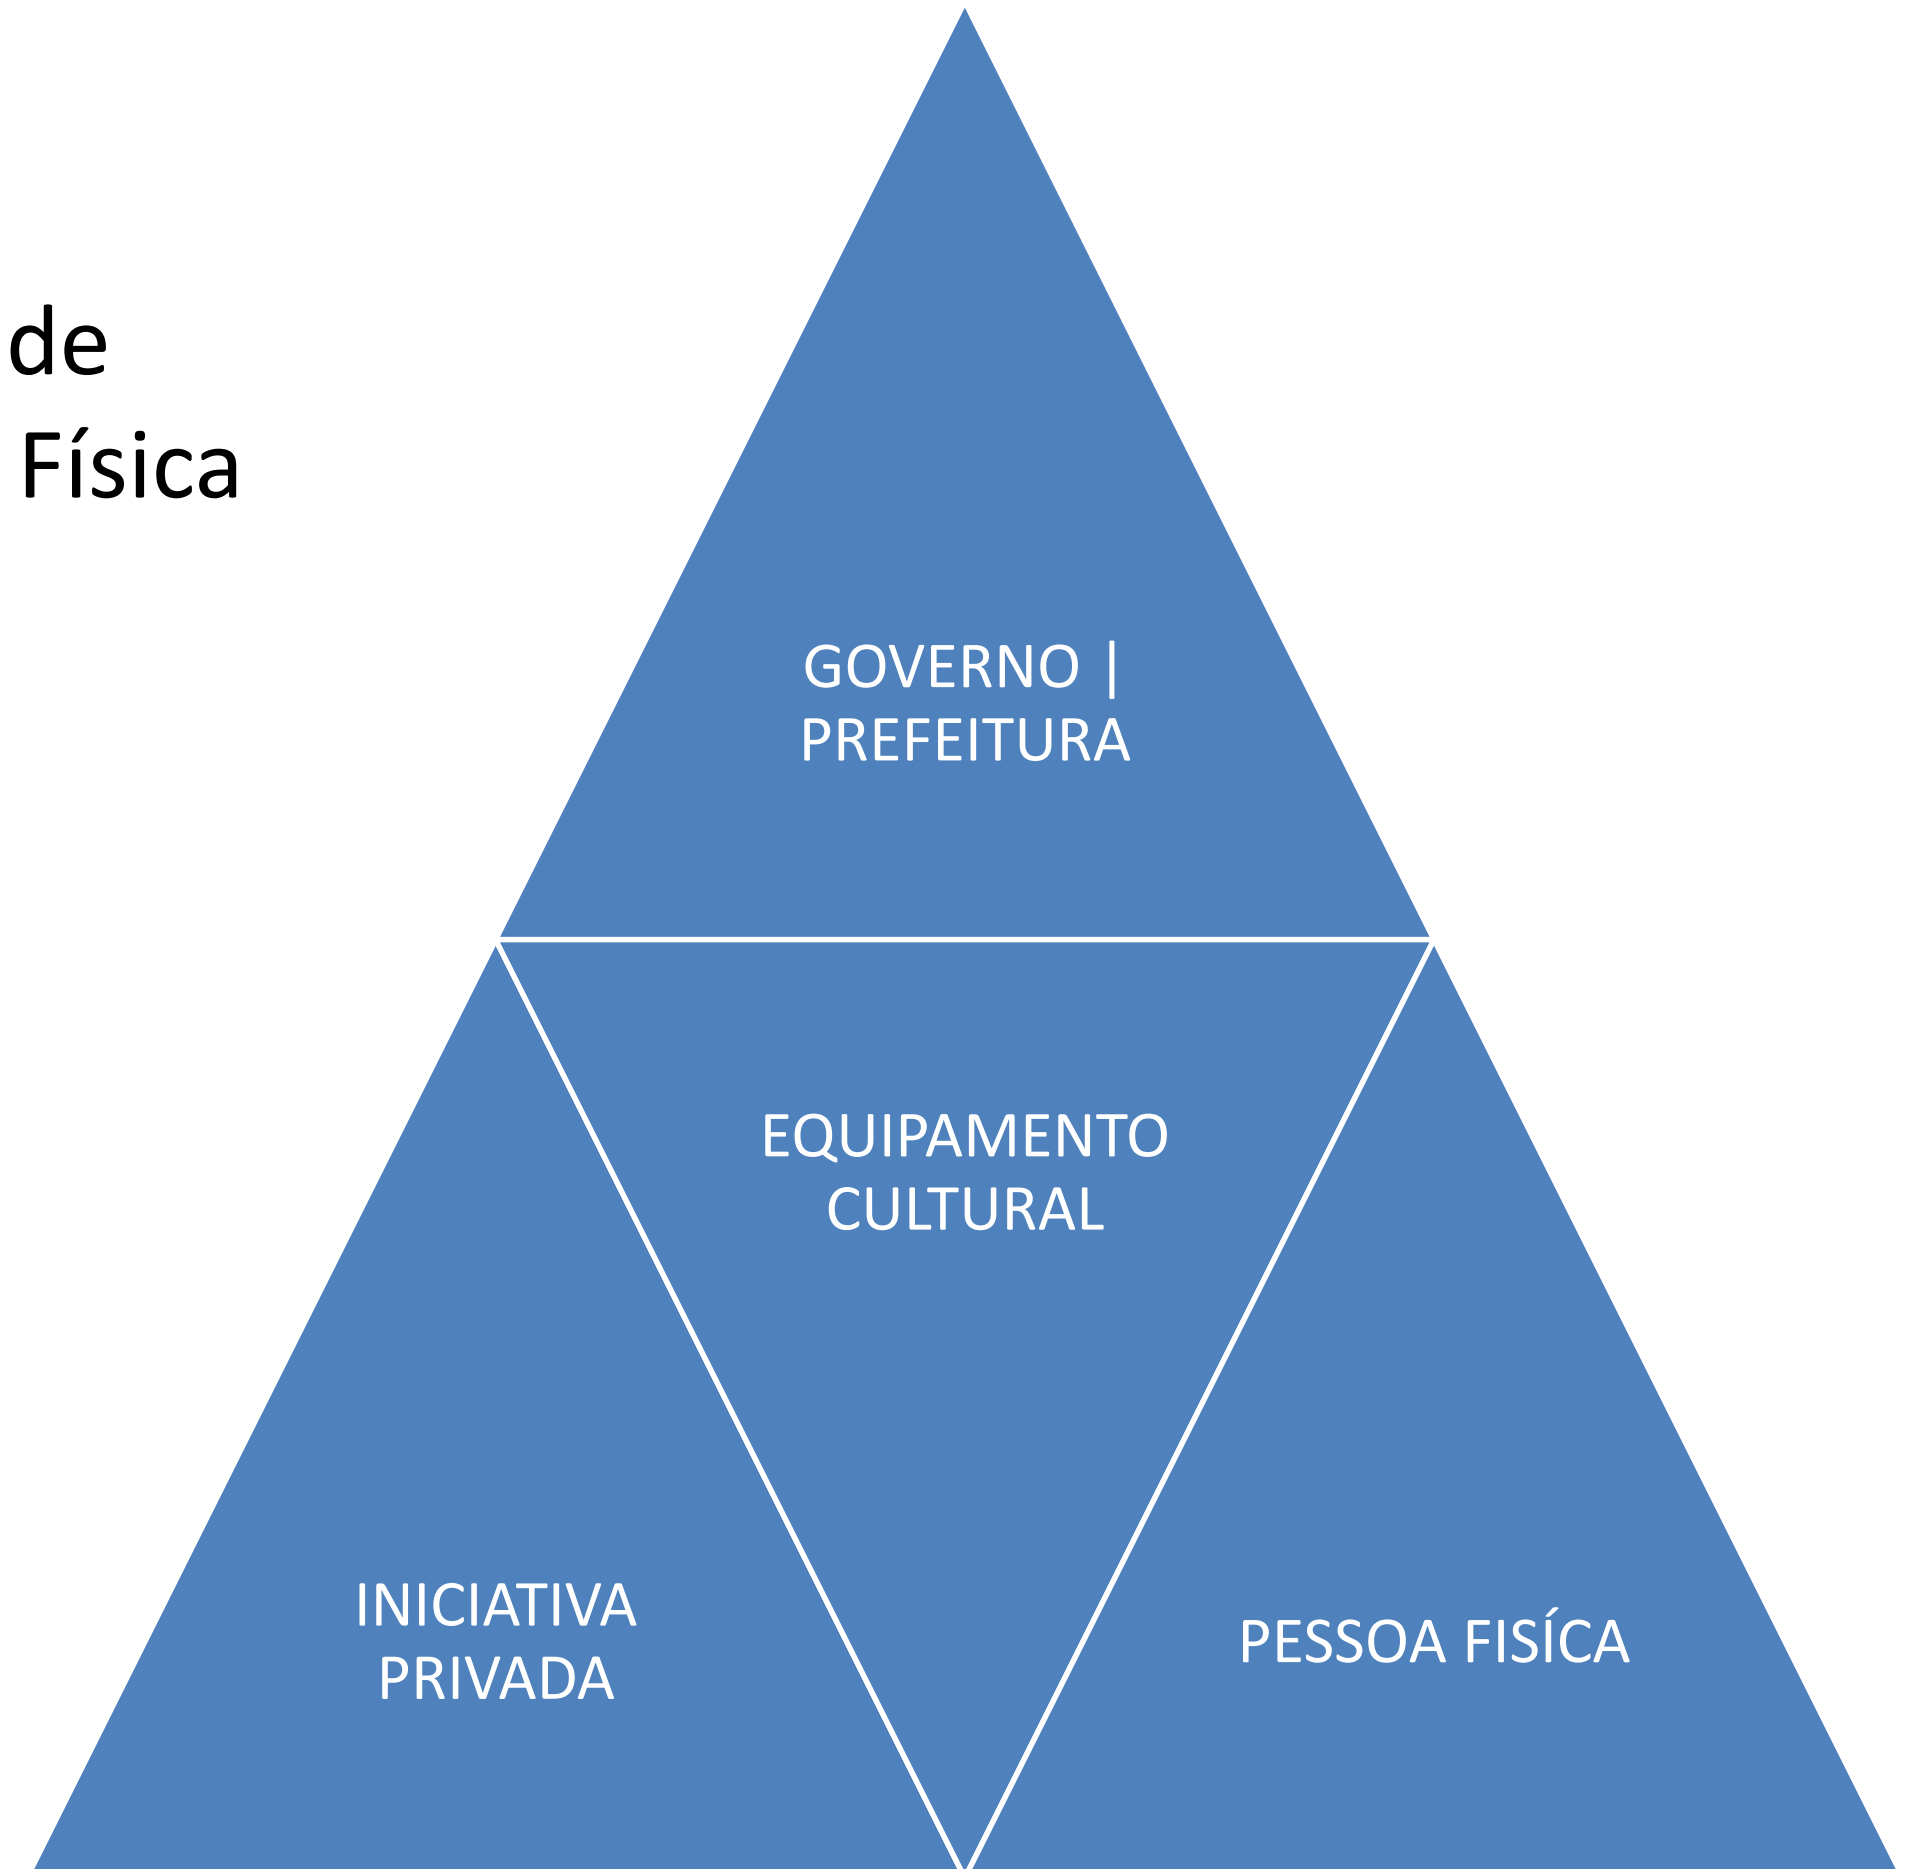 de
Física
GOVERNO |
PREFEITURA
EQUIPAMENTO
CULTURAL
INICIATIVA
PRIVADA
PESSOA FISÍCA